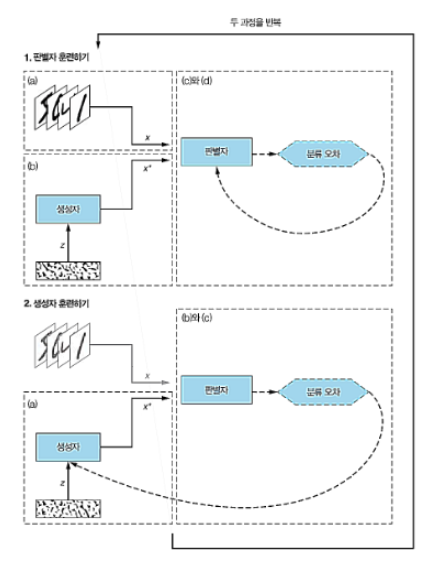 두 과정을 반복
1. 판별자 훈련하기
(a)
(c)와 (d)
x
판별자
분류 오차
x*
(b)
생성자
z
2. 생성자 훈련하기
(b)와 (c)
x
판별자
분류 오차
x*
(a)
생성자
z